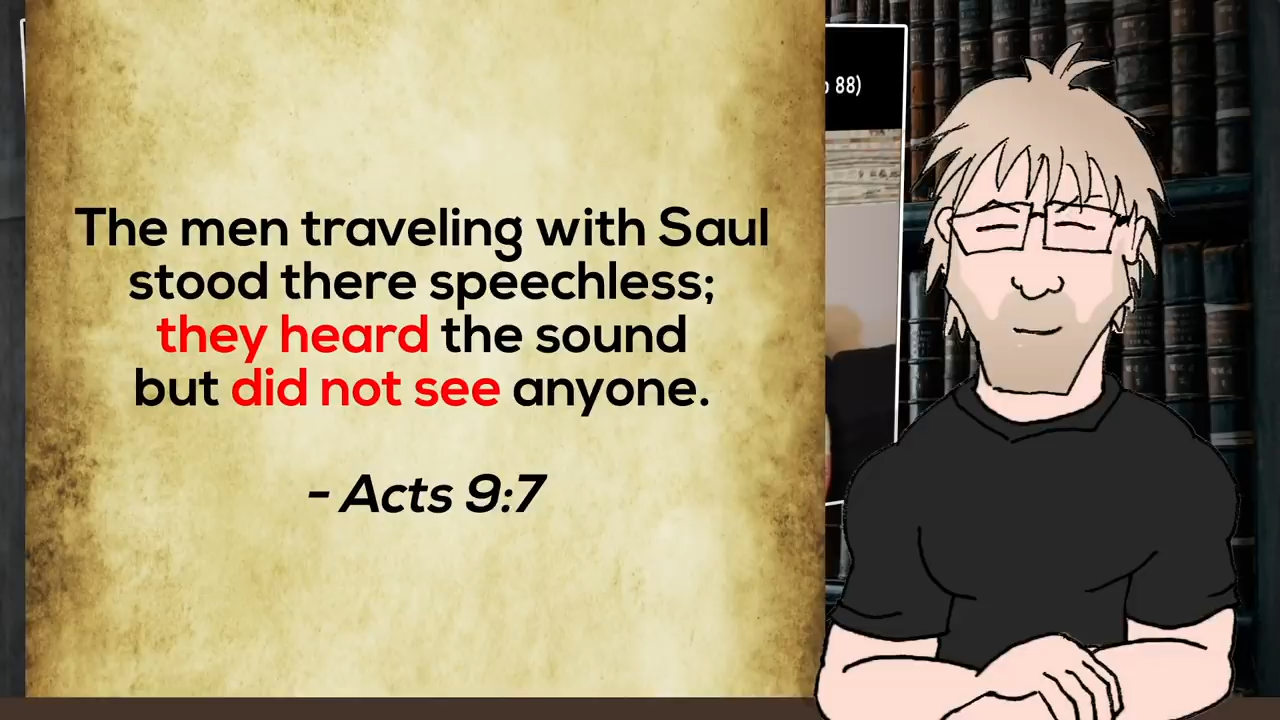 The men traveling with Saul
stood there speechless;
they heard the sound
but did not see anyone.
- Acts 9:7
88)